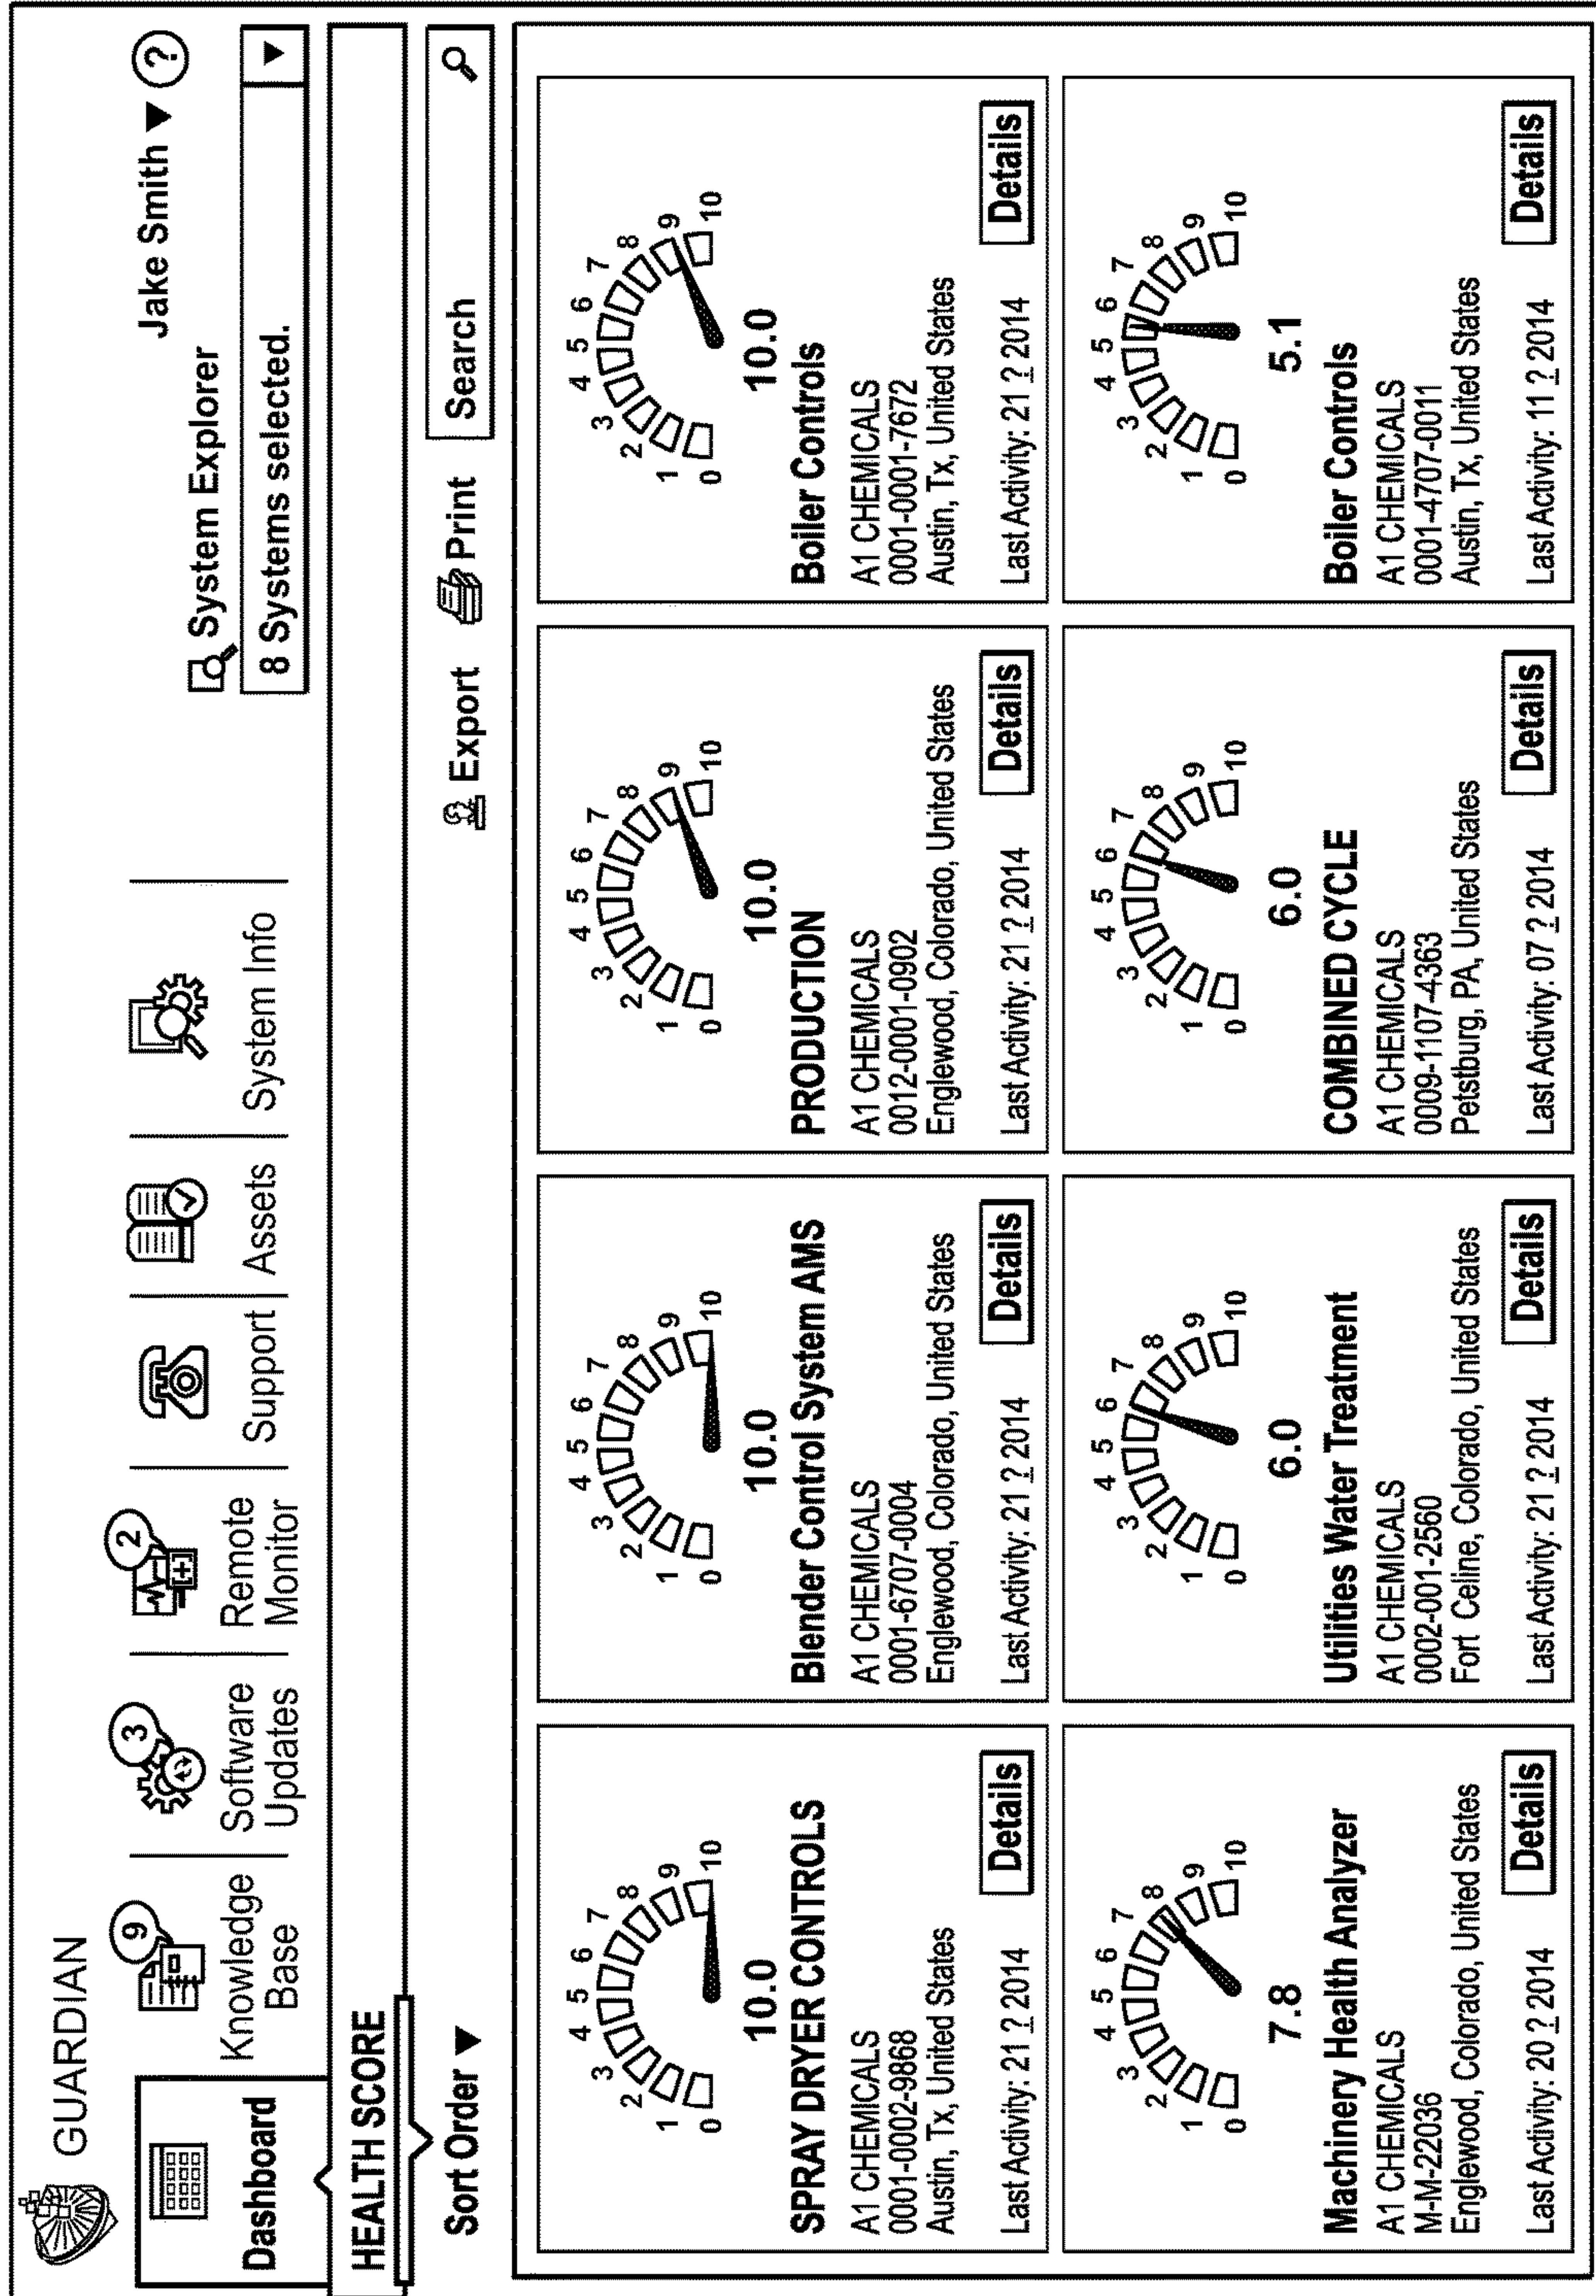 GUARDIAN
Jake Smith ▼ ?
System Explorer
8 Systems selected. ▼
Dashboard
9
Knowledge
Base
3
Software
Updates
2
Remote
Monitor
Support
Assets
System Info
HEALTH SCORE
Sort Order ▼
Export
Print
Search
0 1 2 3 4 5 6 7 8 9 10
10.0
SPRAY DRYER CONTROLS
A1 CHEMICALS
0001-0002-9868
Austin, Tx, United States
Last Activity: 21 ? 2014
Details
0 1 2 3 4 5 6 7 8 9 10
10.0
Blender Control System AMS
A1 CHEMICALS
0001-6707-0004
Englewood, Colorado, United States
Last Activity: 21 ? 2014
Details
0 1 2 3 4 5 6 7 8 9 10
10.0
PRODUCTION
A1 CHEMICALS
0012-0001-0902
Englewood, Colorado, United States
Last Activity: 21 ? 2014
Details
0 1 2 3 4 5 6 7 8 9 10
10.0
Boiler Controls
A1 CHEMICALS
0001-0001-7672
Austin, Tx, United States
Last Activity: 21 ? 2014
Details
0 1 2 3 4 5 6 7 8 9 10
7.8
Machinery Health Analyzer
A1 CHEMICALS
M-M-22036
Englewood, Colorado, United States
Last Activity: 20 ? 2014
Details
0 1 2 3 4 5 6 7 8 9 10
6.0
Utilities Water Treatment
A1 CHEMICALS
0002-001-2560
Fort Celine, Colorado, United States
Last Activity: 21 ? 2014
Details
0 1 2 3 4 5 6 7 8 9 10
6.0
COMBINED CYCLE
A1 CHEMICALS
0009-1107-4363
Petstburg, PA, United States
Last Activity: 07 ? 2014
Details
0 1 2 3 4 5 6 7 8 9 10
5.1
Boiler Controls
A1 CHEMICALS
0001-4707-0011
Austin, Tx, United States
Last Activity: 11 ? 2014
Details